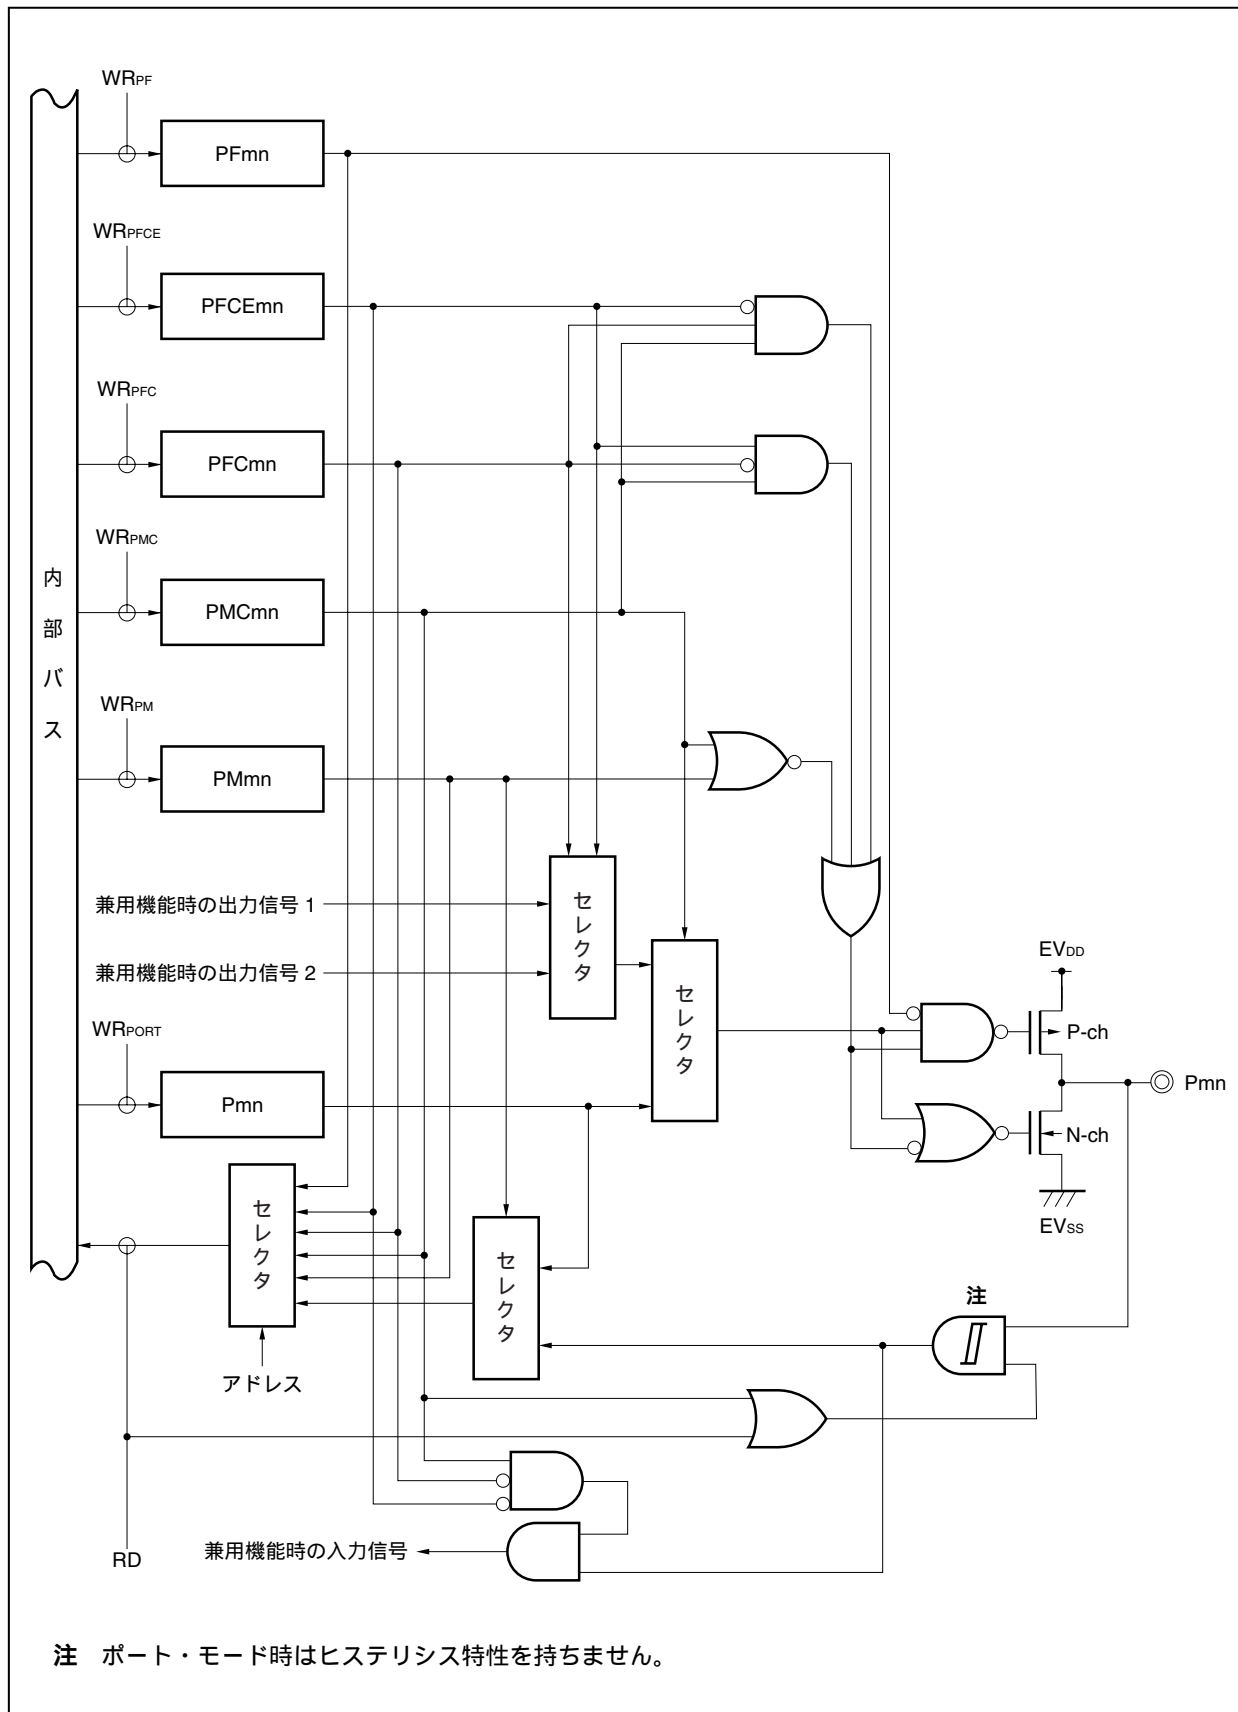 WRPF
PFmn
WRPFCE
PFCEmn
WRPFC
PFCmn
WRPMC
PMCmn
内部バス
WRPM
PMmn
兼用機能時の出力信号 1
セレクタ
兼用機能時の出力信号 2
セレクタ
EVDD
P-ch
WRPORT
Pmn
Pmn
N-ch
EVSS
セレクタ
セレクタ
注
アドレス
兼用機能時の入力信号
RD
注 ポート・モード時はヒステリシス特性を持ちません。